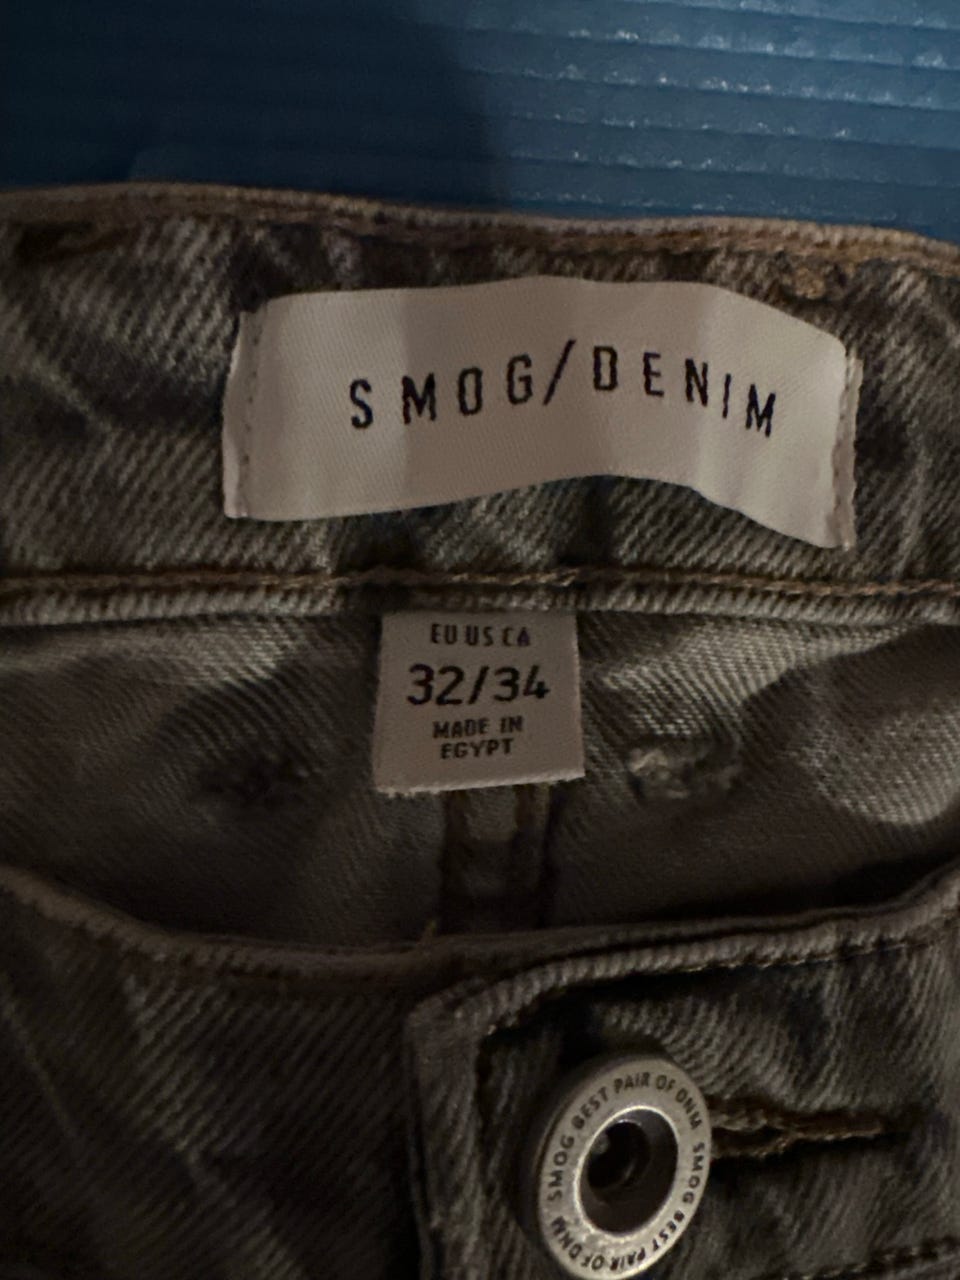 SMOG/DENIM
EU US CA
32/34
MADE IN
EGYPT
SMOG BEST PAIR OF DNM SMOG BEST PAIR OF DNM